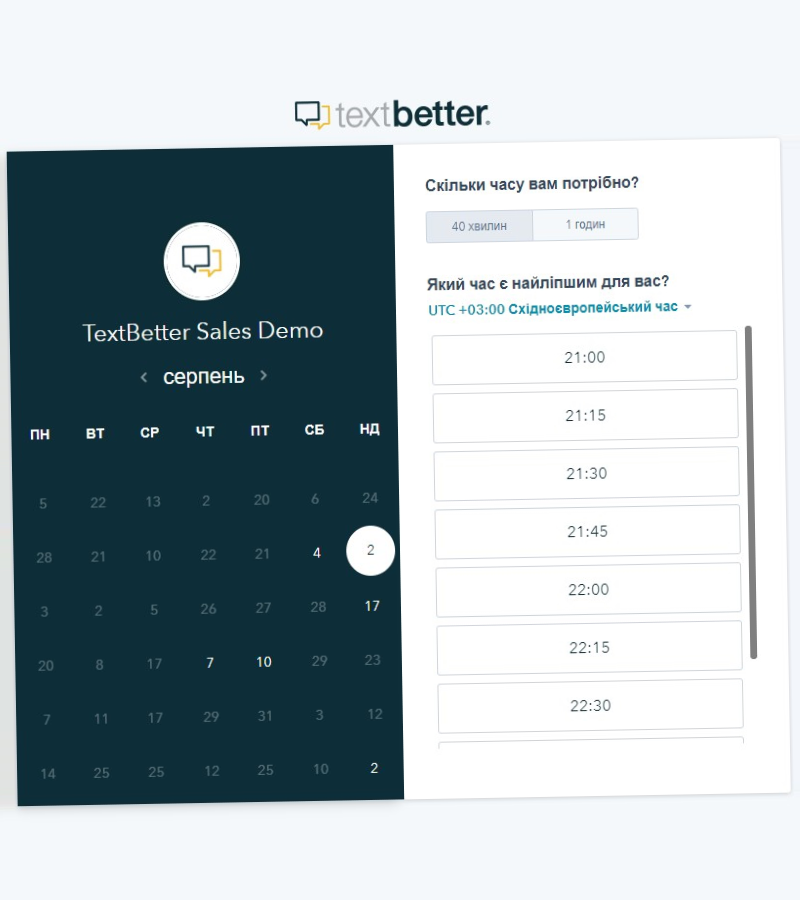 textbetter.
TextBetter Sales Demo
серпень
ПН ВТ СР ЧТ ПТ СБ НД
5 22 13 2 20 6 24
28 21 10 22 21 4 2
3 2 5 26 27 28 17
20 8 17 7 10 29 23
7 11 17 29 31 3 12
14 25 25 12 25 10 2
Скільки часу вам потрібно?
40 хвилин 1 годин
Який час є найліпшим для вас?
UTC +03:00 Східноєвропейський час
21:00
21:15
21:30
21:45
22:00
22:15
22:30